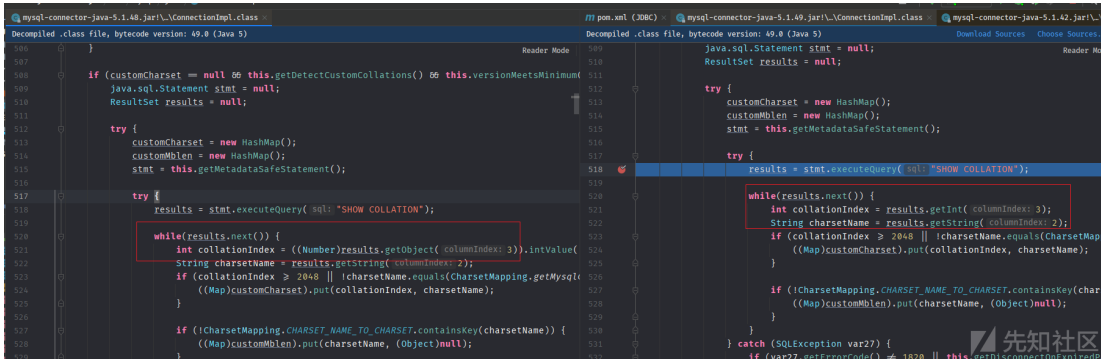 mysql-connector-java-5.1.48.jar!\...\ConnectionImpl.class
Decompiled .class file, bytecode version: 49.0 (Java 5)
Reader Mode
506 }
507
508 if (customCharset == null && this.getDetectCustomCollations() && this.versionMeetsMinimum(
509 java.sql.Statement stmt = null;
510 ResultSet results = null;
511
512 try {
513 customCharset = new HashMap();
514 customMblen = new HashMap();
515 stmt = this.getMetadataSafeStatement();
516
517 try {
518 results = stmt.executeQuery( sql: "SHOW COLLATION");
519
520 while(results.next()) {
521 int collationIndex = ((Number)results.getObject( columnIndex: 3)).intValue(
522 String charsetName = results.getString( columnIndex: 2);
523 if (collationIndex >= 2048 || !charsetName.equals(CharsetMapping.getMysql
524 ((Map)customCharset).put(collationIndex, charsetName);
525 }
526
527 if (!CharsetMapping.CHARSET_NAME_TO_CHARSET.containsKey(charsetName)) {
528 ((Map)customMblen).put(charsetName, (Object)null);
529 }
pom.xml (JDBC)
mysql-connector-java-5.1.49.jar!\...\ConnectionImpl.class
mysql-connector-java-5.1.42.jar!\
Decompiled .class file, bytecode version: 49.0 (Java 5)
Download Sources
Choose Sources.
509 java.sql.Statement stmt = null;
Reader Mo
510 ResultSet results = null;
511
512 try {
513 customCharset = new HashMap();
514 customMblen = new HashMap();
515 stmt = this.getMetadataSafeStatement();
516
517 try {
518 results = stmt.executeQuery( sql: "SHOW COLLATION");
519
520 while(results.next()) {
521 int collationIndex = results.getInt( columnIndex: 3);
522 String charsetName = results.getString( columnIndex: 2);
523 if (collationIndex >= 2048 || !charsetName.equals(CharsetMap
524 ((Map)customCharset).put(collationIndex, charsetName);
525 }
526
527 if (!CharsetMapping.CHARSET_NAME_TO_CHARSET.containsKey(char
528 ((Map)customMblen).put(charsetName, (Object)null);
529 }
530 }
531 } catch (SQLException var27) {
532 if (var27.getErrorCode() != 1820 || this.getDisconnectOnExpiredP
先知社区